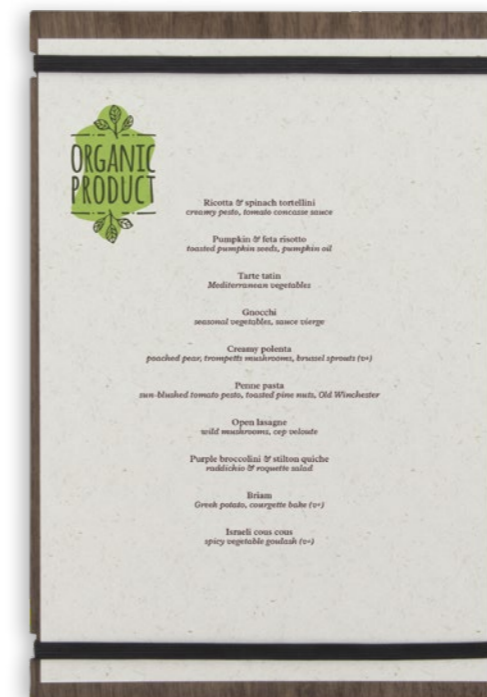 ORGANIC
PRODUCT
Ricotta & spinach tortellini
creamy pesto, tomato concasse sauce
Pumpkin & feta risotto
toasted pumpkin seeds, pumpkin oil
Tarte tatin
Mediterranean vegetables
Gnocchi
seasonal vegetables, sauce vierge
Creamy polenta
poached pear, trompetts mushrooms, brussel sprouts (v+)
Penne pasta
sun-blushed tomato pesto, toasted pine nuts, Old Winchester
Open lasagne
wild mushrooms, cep veloute
Purple broccolini & stilton quiche
raddichio & roquette salad
Briam
Greek potato, courgette bake (v+)
Israeli cous cous
spicy vegetable goulash (v+)